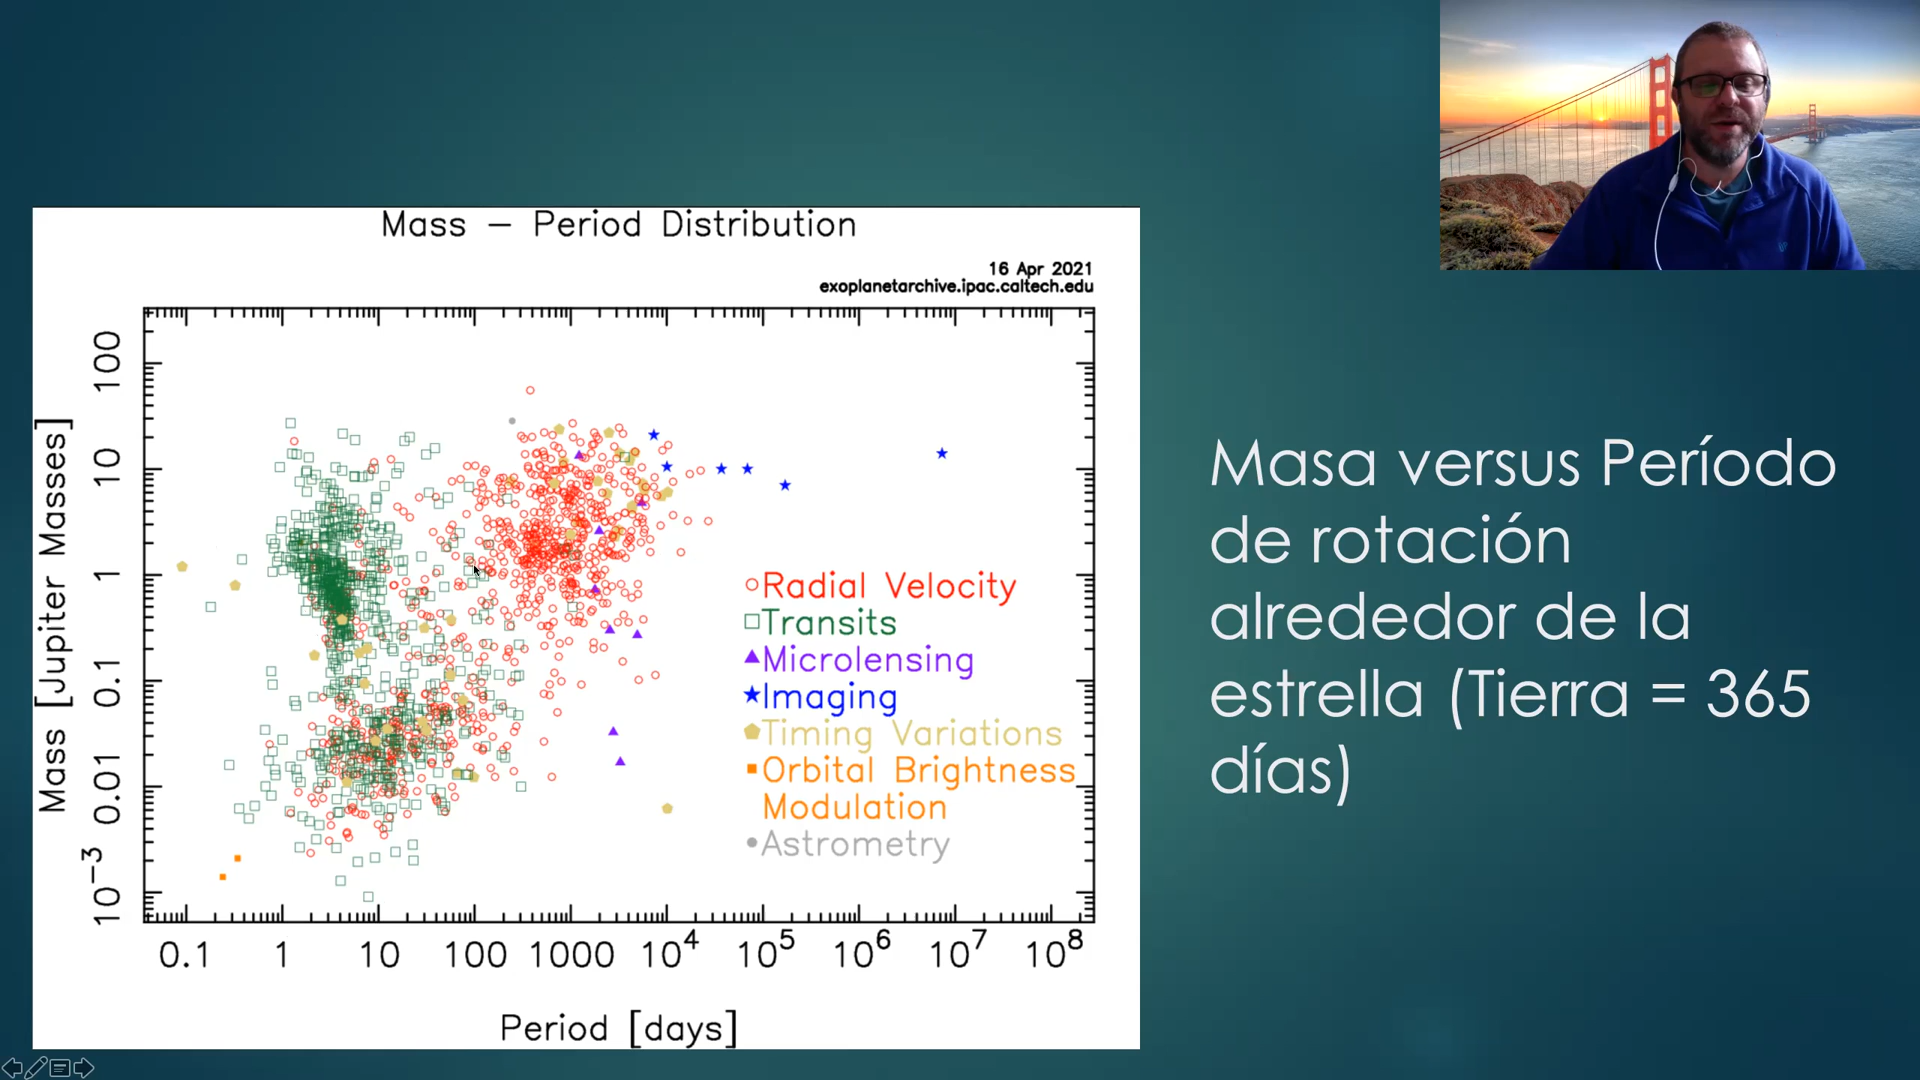 Mass – Period Distribution
16 Apr 2021
exoplanetarchive.ipac.caltech.edu
Mass [Jupiter Masses]
100
10
1
0.1
0.01
10⁻³
Radial Velocity
Transits
Microlensing
Imaging
Timing Variations
Orbital Brightness
Modulation
Astrometry
0.1 1 10 100 1000 10⁴ 10⁵ 10⁶ 10⁷ 10⁸
Period [days]
Masa versus Período
de rotación
alrededor de la
estrella (Tierra = 365
días)